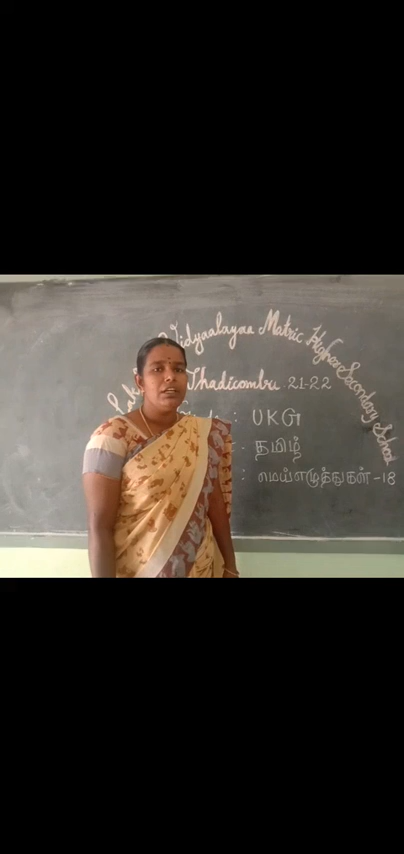 Vidyaalayaa Matric Higher Secondary School
Thadicombu 21-22
: UKG
: தமிழ்
: மெய்எழுத்துகள் -18